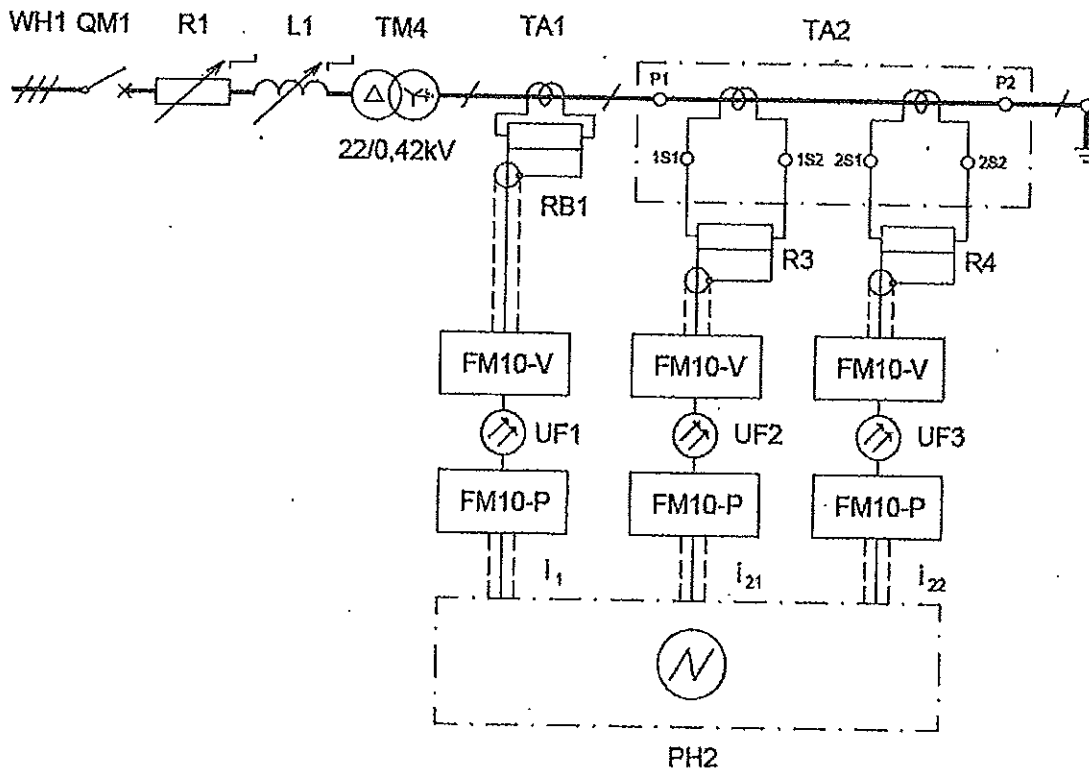 WH1 QM1 R1 L1 TM4 TA1 TA2
P1 P2
22/0,42kV
1S1 1S2 2S1 2S2
RB1
R3 R4
FM10-V FM10-V FM10-V
UF1 UF2 UF3
FM10-P FM10-P FM10-P
i₁ i₂₁ i₂₂
PH2